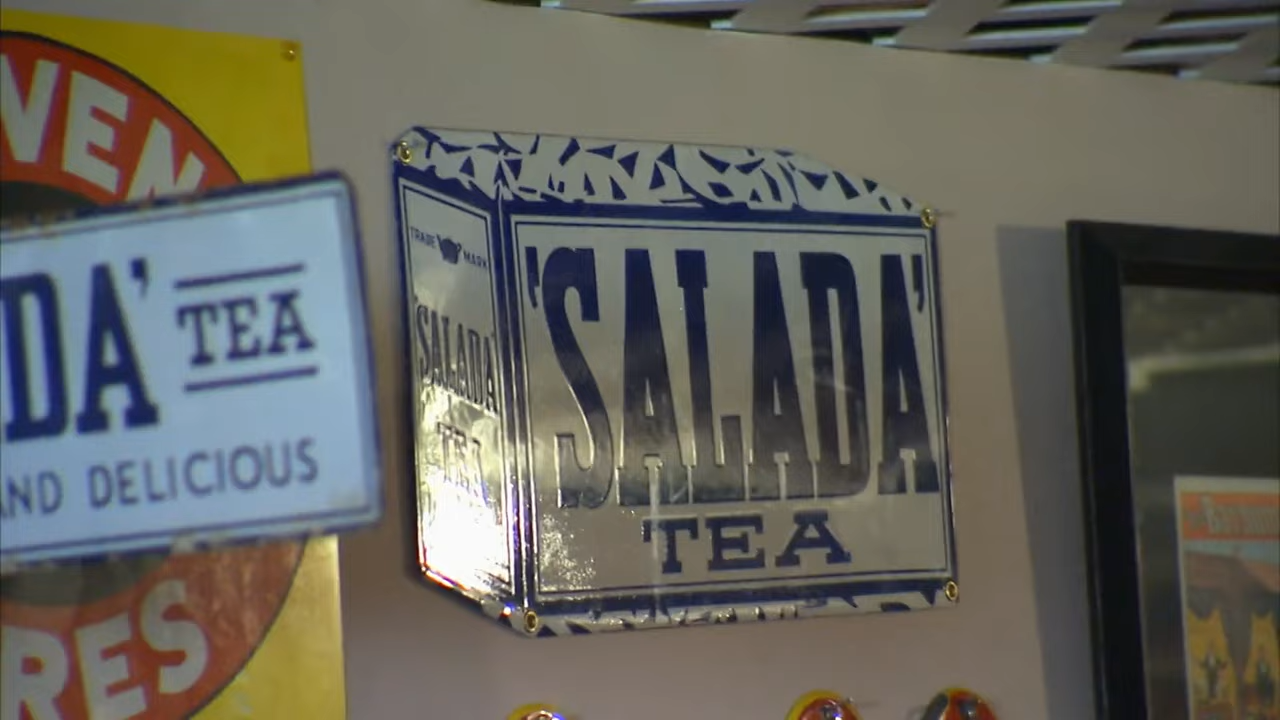 VEN
DA' TEA
AND DELICIOUS
RES
TRADE MARK
'SALADA'
TEA
'SALADA'
TEA